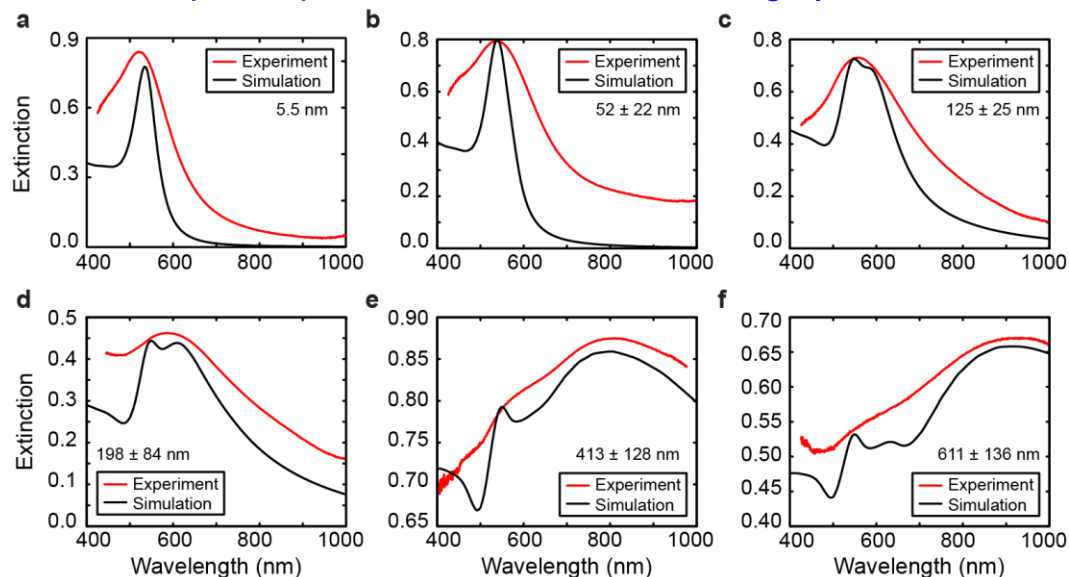 a
0.9
0.6
0.3
0.0
Extinction
Experiment
Simulation
5.5 nm
400 600 800 1000
b
0.8
0.6
0.4
0.2
0.0
Experiment
Simulation
52 ± 22 nm
400 600 800 1000
c
0.8
0.6
0.4
0.2
0.0
Experiment
Simulation
125 ± 25 nm
400 600 800 1000
d
0.5
0.4
0.3
0.2
0.1
0.0
Extinction
198 ± 84 nm
Experiment
Simulation
400 600 800 1000
Wavelength (nm)
e
0.90
0.85
0.80
0.75
0.70
0.65
413 ± 128 nm
Experiment
Simulation
400 600 800 1000
Wavelength (nm)
f
0.70
0.65
0.60
0.55
0.50
0.45
0.40
611 ± 136 nm
Experiment
Simulation
400 600 800 1000
Wavelength (nm)